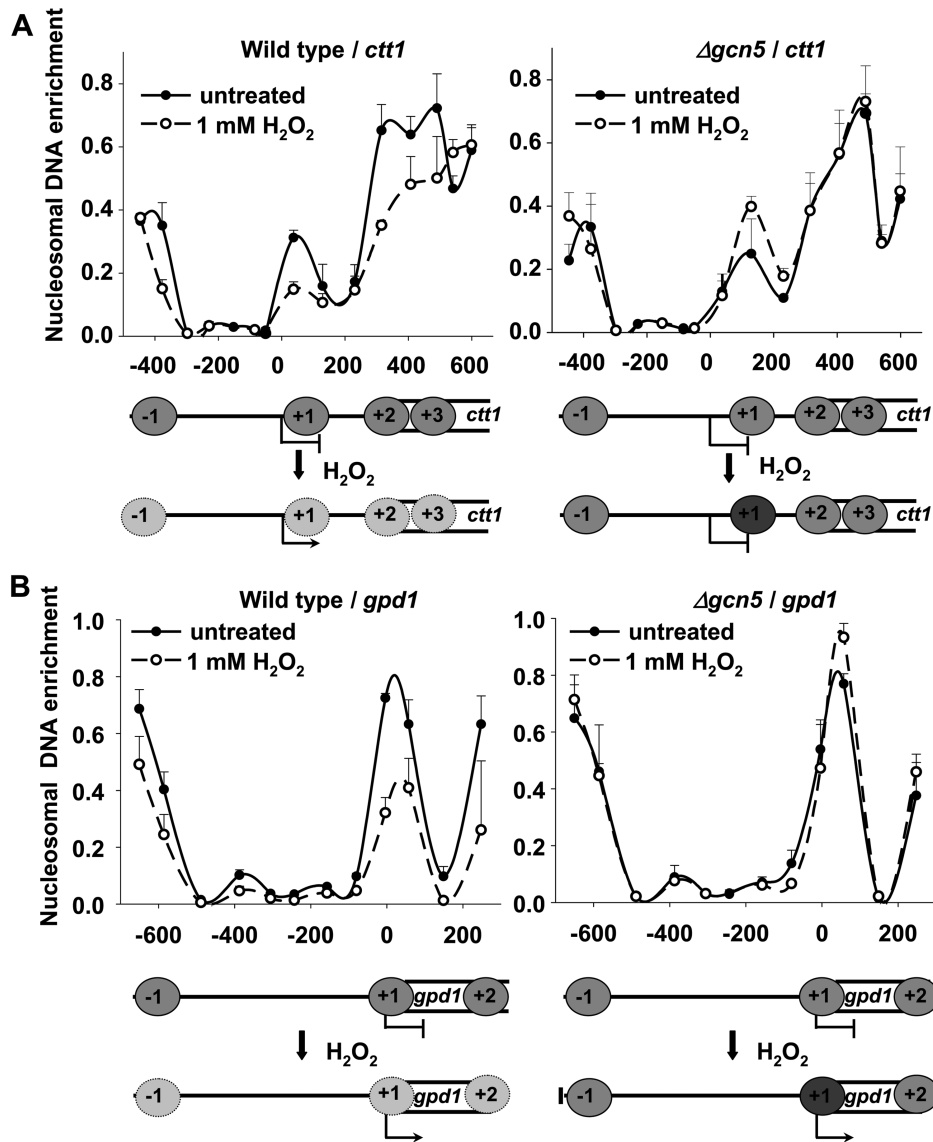 A
Wild type / ctt1
Δgcn5 / ctt1
Nucleosomal DNA enrichment
0.8
0.6
0.4
0.2
0.0
untreated
1 mM H2O2
-400 -200 0 200 400 600
0.8
0.6
0.4
0.2
0.0
untreated
1 mM H2O2
-400 -200 0 200 400 600
-1 +1 +2 +3 ctt1
H2O2
-1 +1 +2 +3 ctt1
-1 +1 +2 +3 ctt1
H2O2
-1 +1 +2 +3 ctt1
B
Wild type / gpd1
Δgcn5 / gpd1
Nucleosomal DNA enrichment
1.0
0.8
0.6
0.4
0.2
0.0
untreated
1 mM H2O2
-600 -400 -200 0 200
1.0
0.8
0.6
0.4
0.2
0.0
untreated
1 mM H2O2
-600 -400 -200 0 200
-1 +1 gpd1 +2
H2O2
-1 +1 gpd1 +2
-1 +1 gpd1 +2
H2O2
-1 +1 gpd1 +2